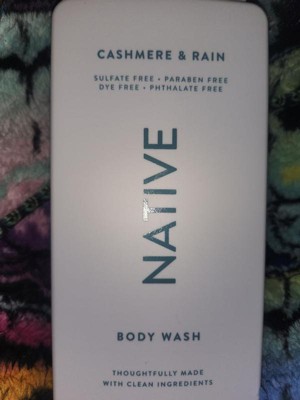 CASHMERE & RAIN
SULFATE FREE • PARABEN FREE
DYE FREE • PHTHALATE FREE
NATIVE
BODY WASH
THOUGHTFULLY MADE
WITH CLEAN INGREDIENTS